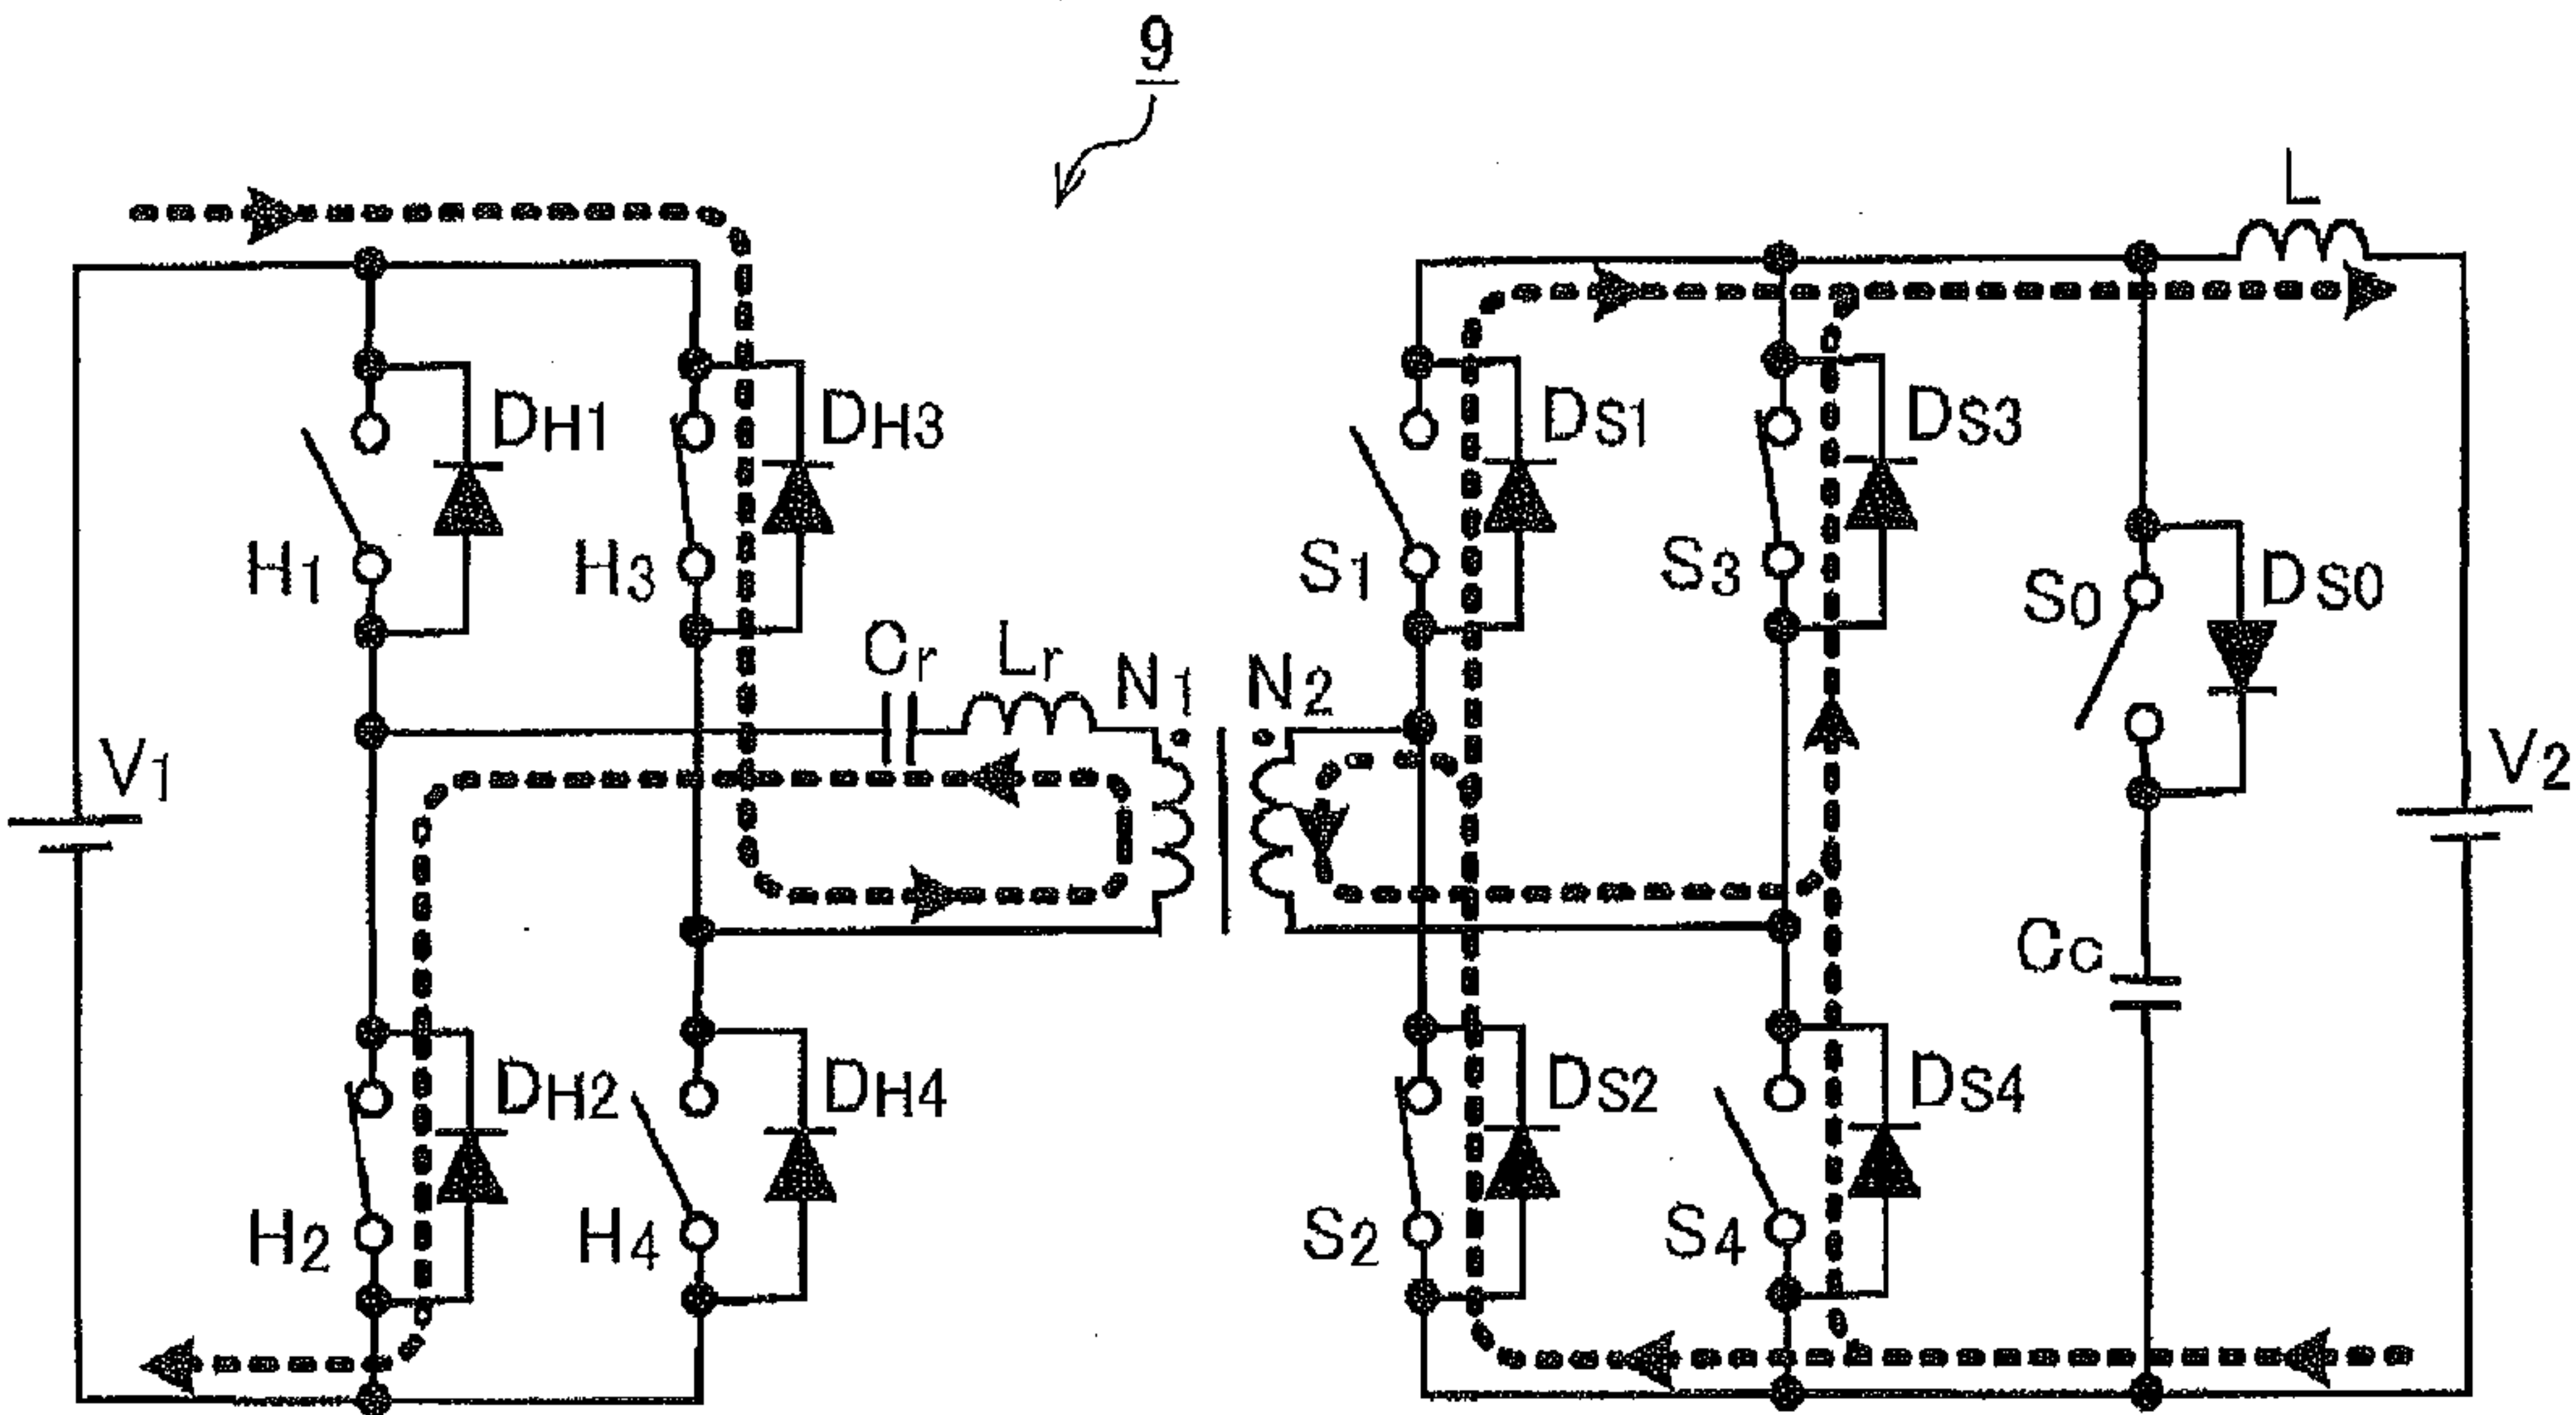 9
L
DH1
DH3
DS1
DS3
H1
H3
S1
S3
S0
DS0
Cr
Lr
N1
N2
V1
V2
Cc
DH2
DH4
DS2
DS4
H2
H4
S2
S4